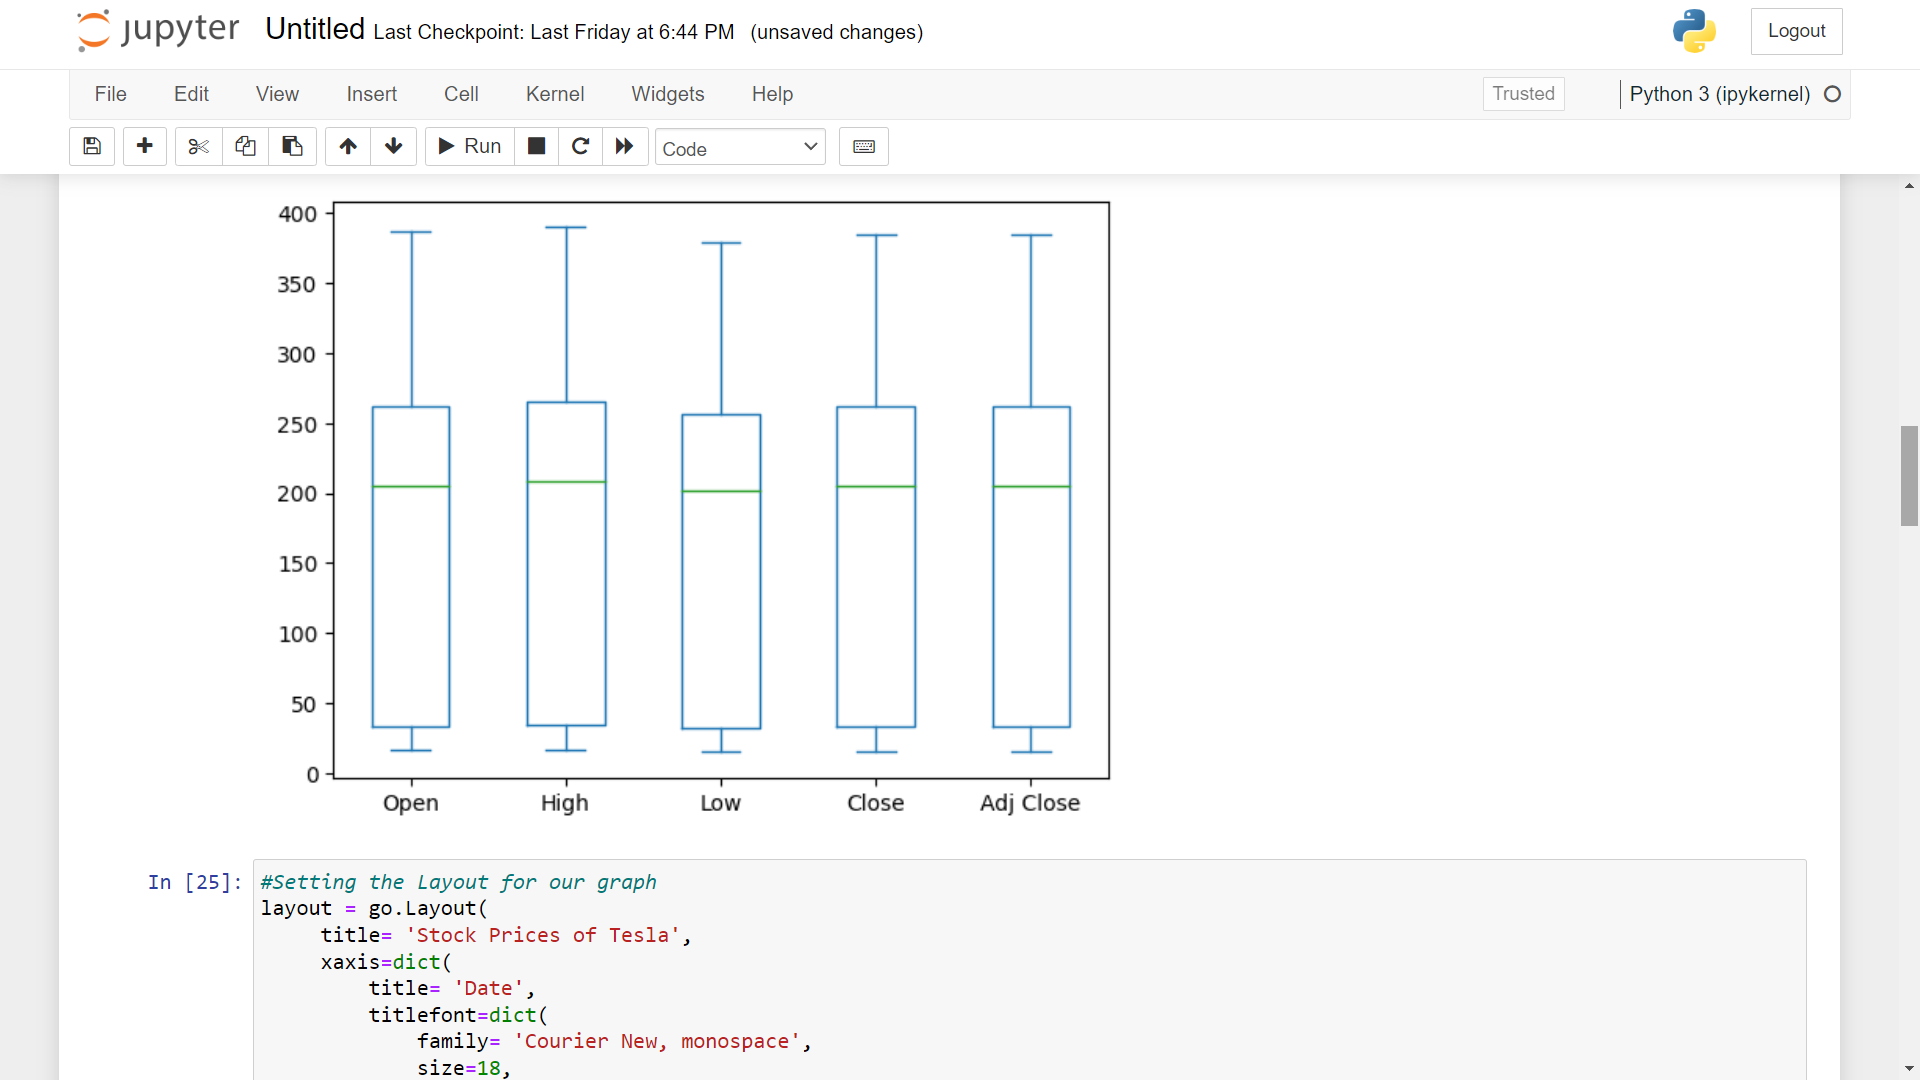 jupyter Untitled Last Checkpoint: Last Friday at 6:44 PM (unsaved changes)
Logout
File Edit View Insert Cell Kernel Widgets Help
Trusted
Python 3 (ipykernel)
Run
Code
400
350
300
250
200
150
100
50
0
Open High Low Close Adj Close
In [25]:
#Setting the Layout for our graph
layout = go.Layout(
title= 'Stock Prices of Tesla',
xaxis=dict(
title= 'Date',
titlefont=dict(
family= 'Courier New, monospace',
size=18,